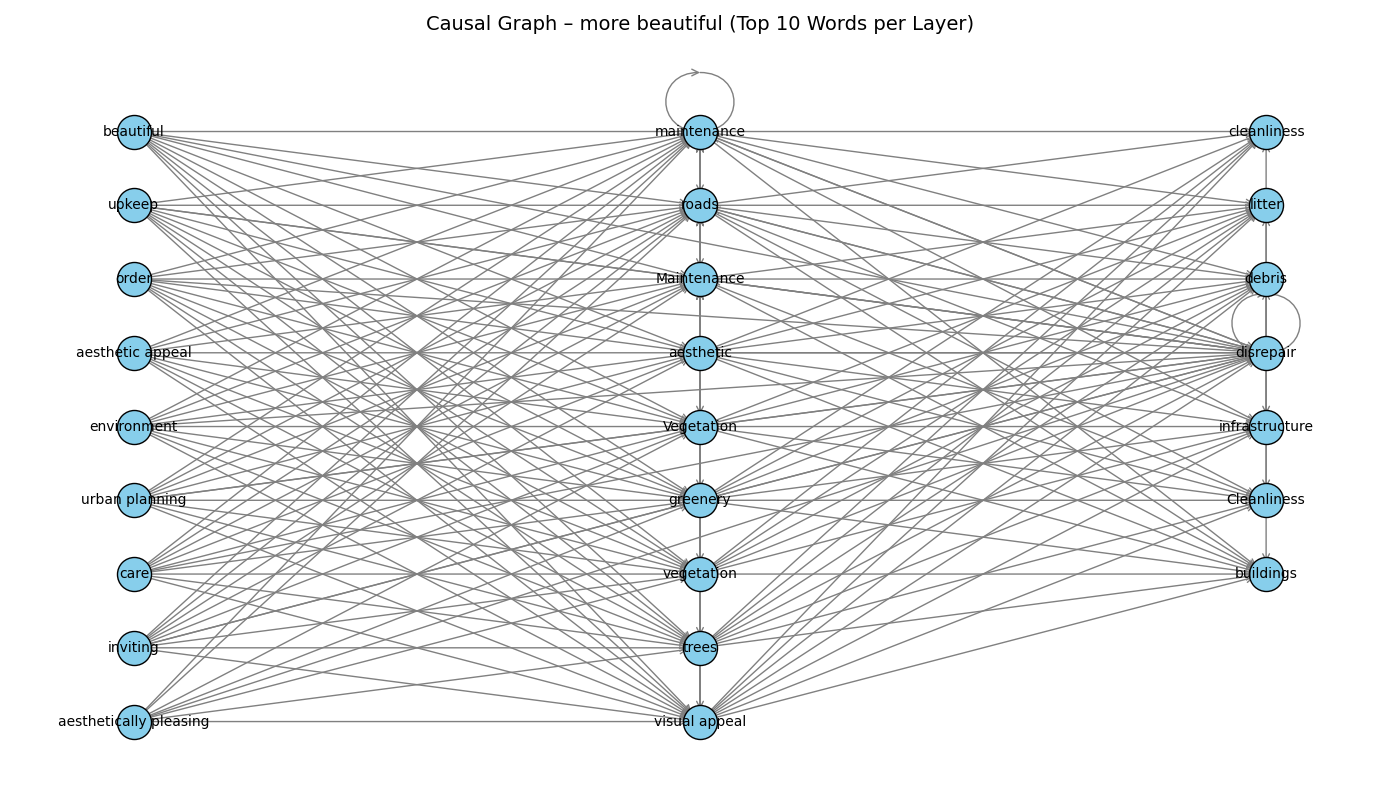 Causal Graph – more beautiful (Top 10 Words per Layer)
beautiful
maintenance
cleanliness
upkeep
roads
litter
order
Maintenance
debris
aesthetic appeal
aesthetic
disrepair
environment
Vegetation
infrastructure
urban planning
greenery
Cleanliness
care
vegetation
buildings
inviting
trees
aesthetically pleasing
visual appeal